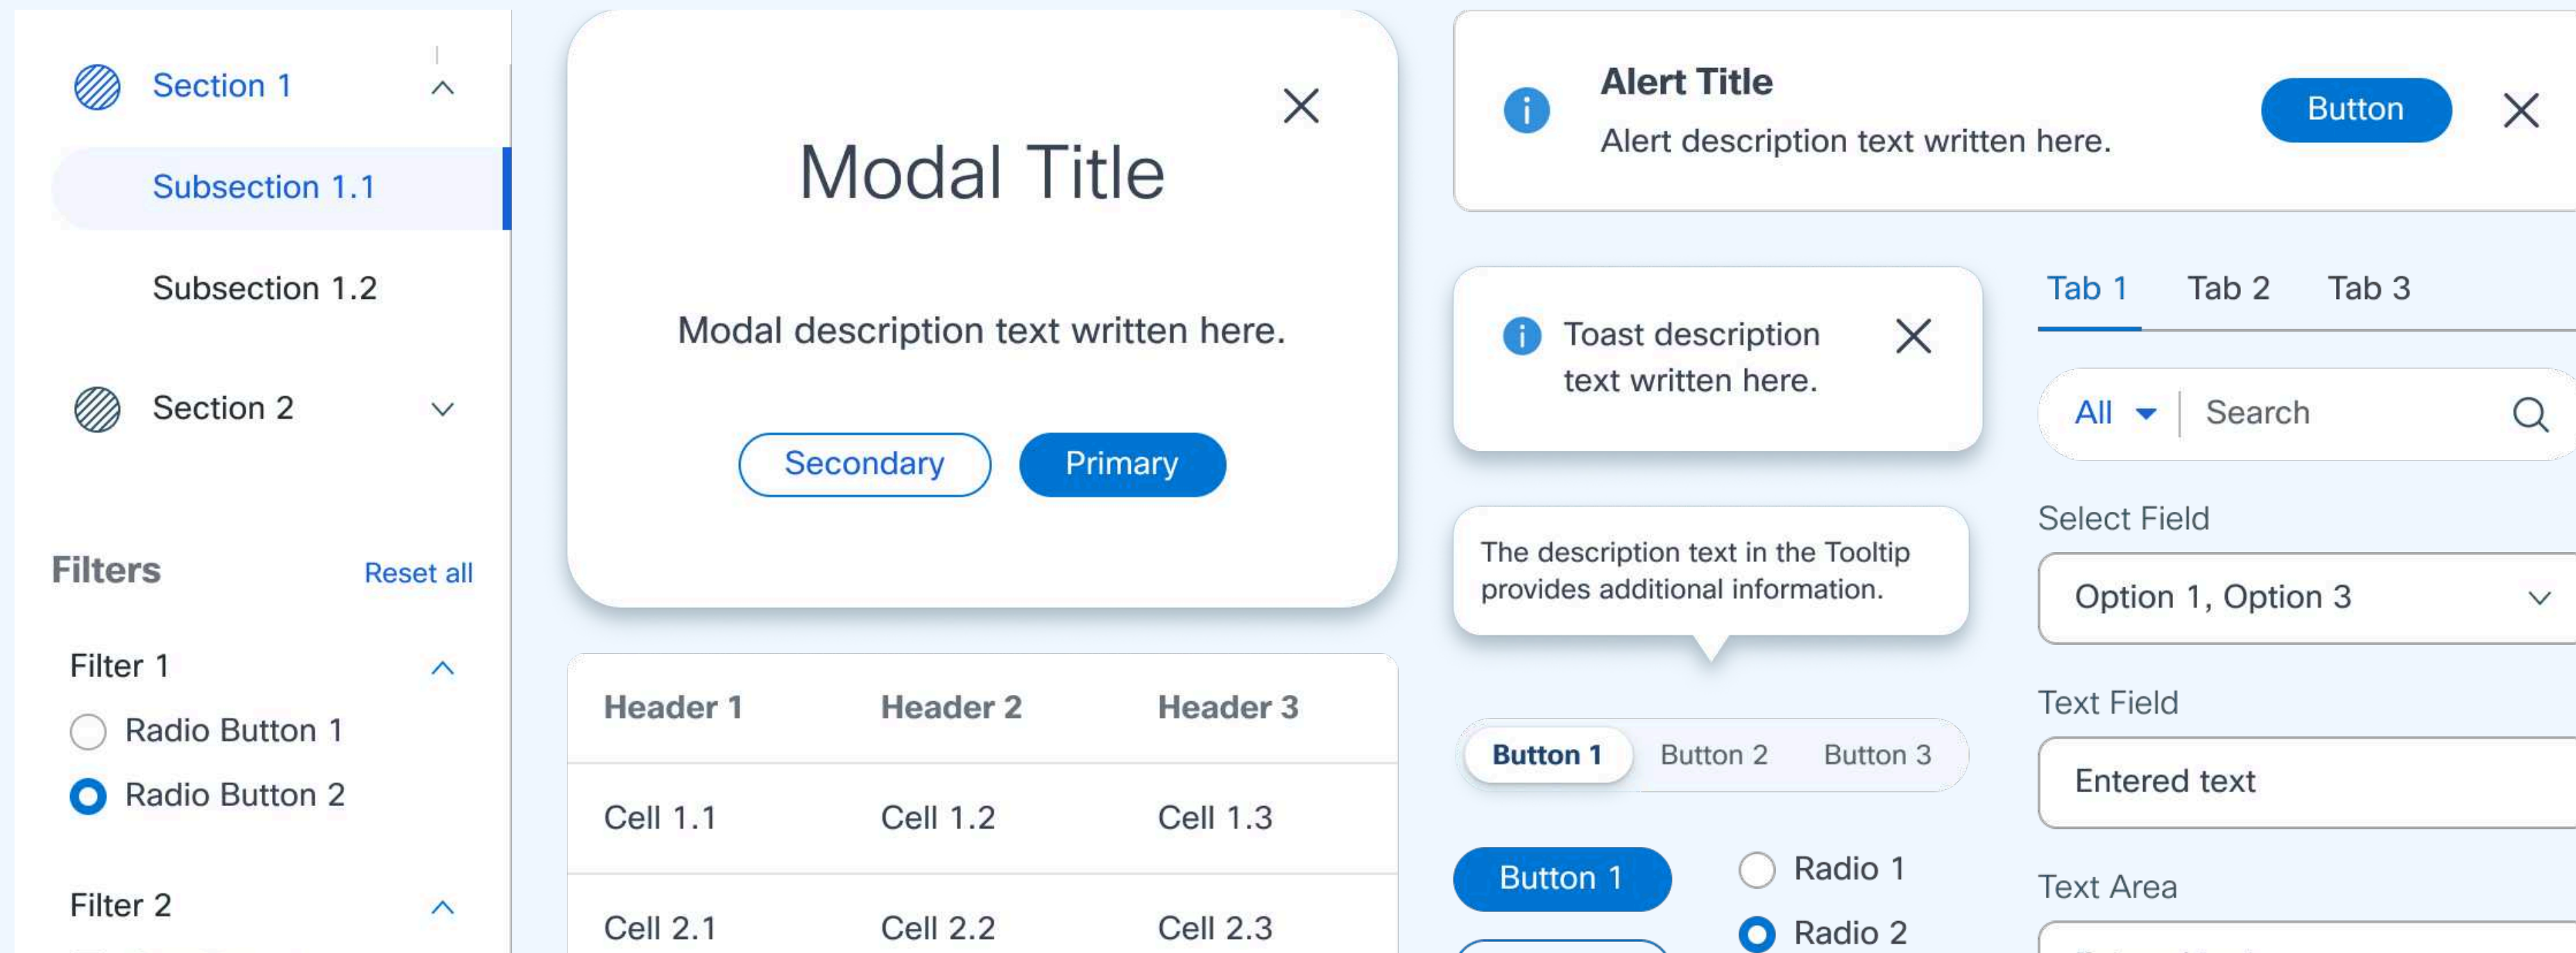 Section 1
Subsection 1.1
Subsection 1.2
Section 2
Filters
Reset all
Filter 1
Radio Button 1
Radio Button 2
Filter 2
Modal Title
Modal description text written here.
Secondary
Primary
Header 1 Header 2 Header 3
Cell 1.1 Cell 1.2 Cell 1.3
Cell 2.1 Cell 2.2 Cell 2.3
Alert Title
Alert description text written here.
Button
Toast description
text written here.
The description text in the Tooltip
provides additional information.
Button 1 Button 2 Button 3
Button 1
Radio 1
Radio 2
Tab 1 Tab 2 Tab 3
All Search
Select Field
Option 1, Option 3
Text Field
Entered text
Text Area